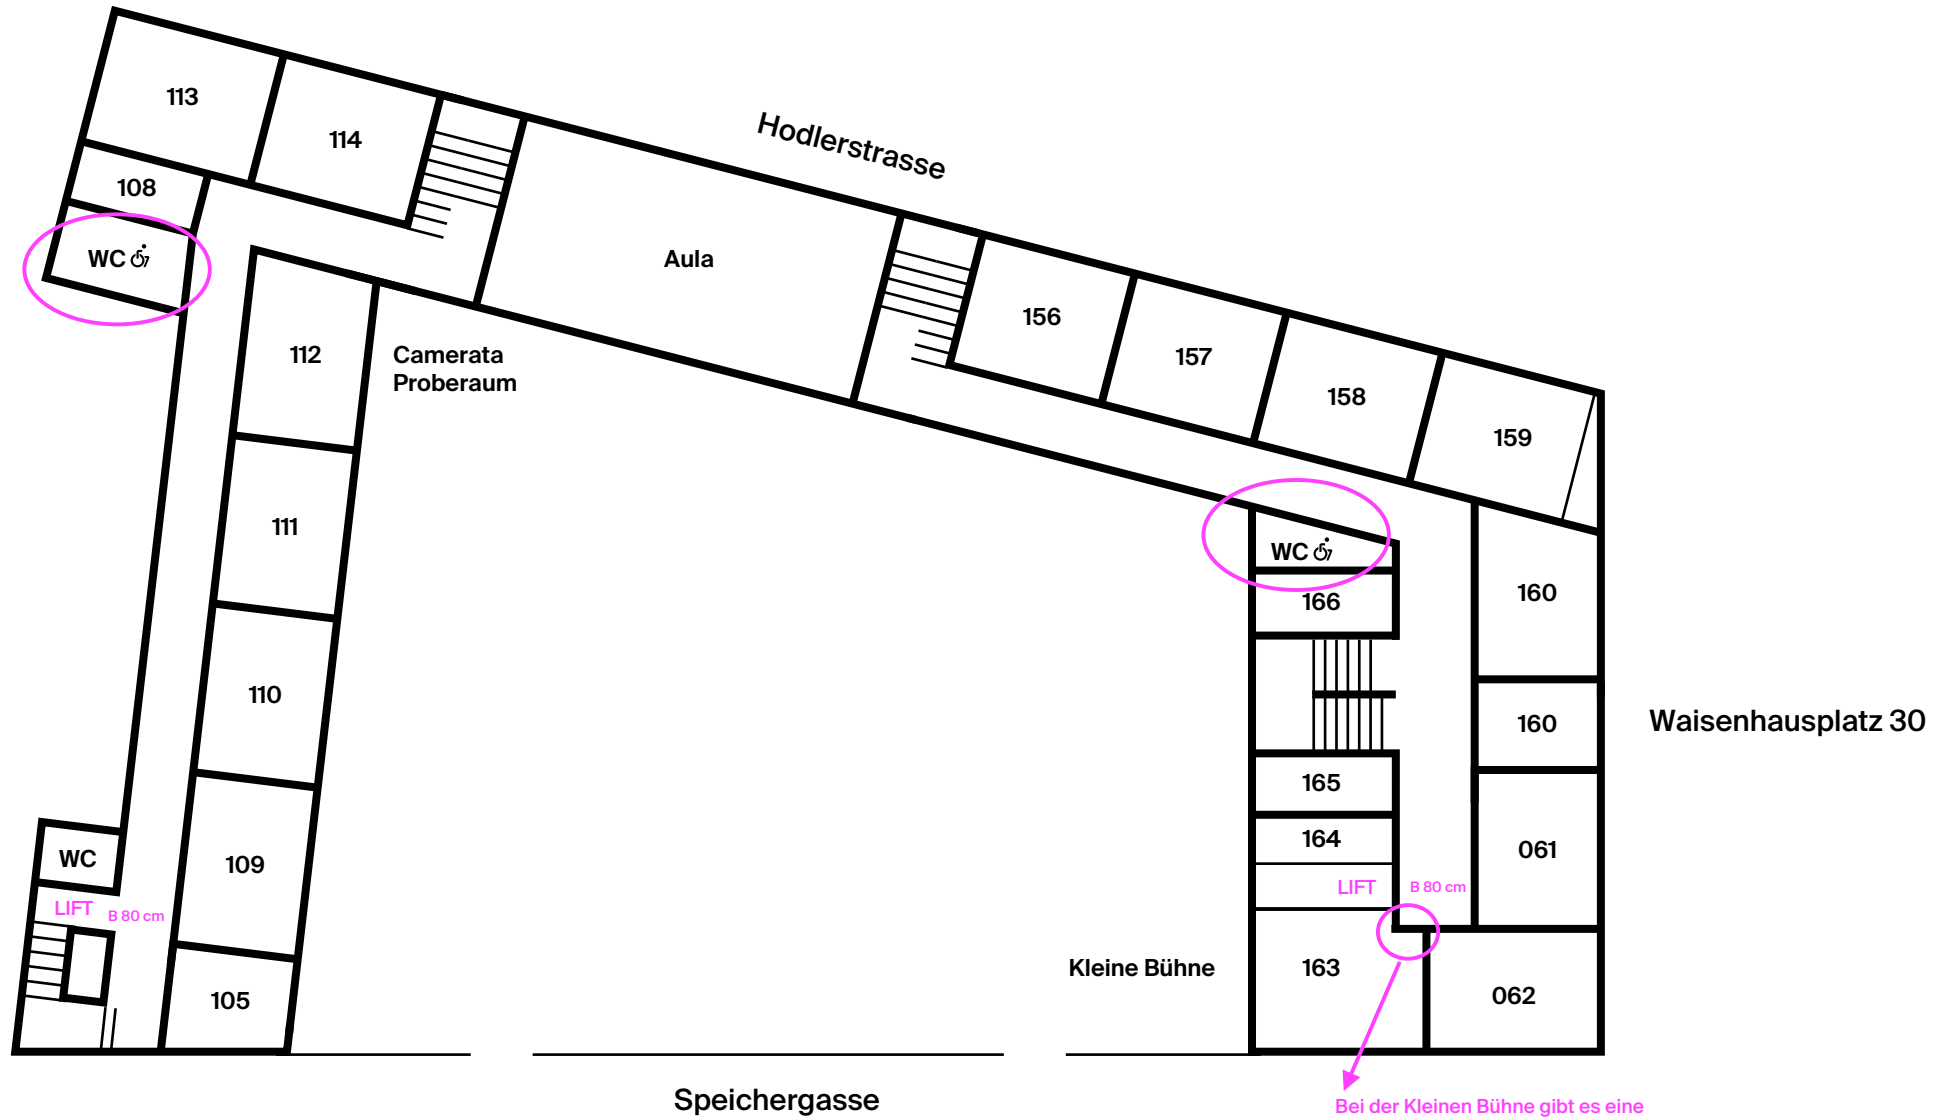 113
114
Hodlerstrasse
108
WC
Aula
156
112
Camerata
Proberaum
157
158
159
111
WC
166
160
110
160
Waisenhausplatz 30
165
164
061
WC
109
LIFT
B 80 cm
LIFT
B 80 cm
Kleine Bühne
163
062
105
Speichergasse
Bei der Kleinen Bühne gibt es eine